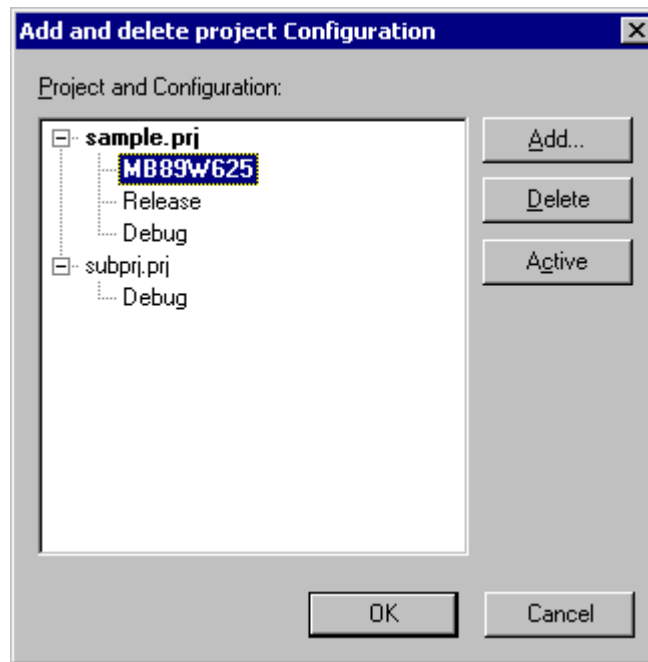 Add and delete project Configuration
Project and Configuration:
sample.prj
MB89W625
Release
Debug
subprj.prj
Debug
Add...
Delete
Active
OK
Cancel